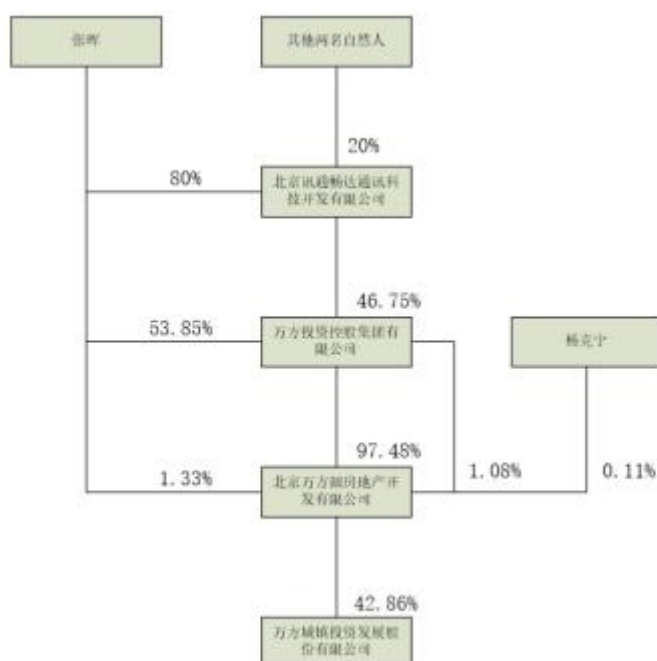 张晖
其他两名自然人
20%
80%
北京讯通畅达通讯科
技开发有限公司
46.75%
53.85%
万方投资控股集团有
限公司
杨克宁
97.48%
1.33%
1.08%
0.11%
北京万方源房地产开
发有限公司
42.86%
万方城镇投资发展股
份有限公司